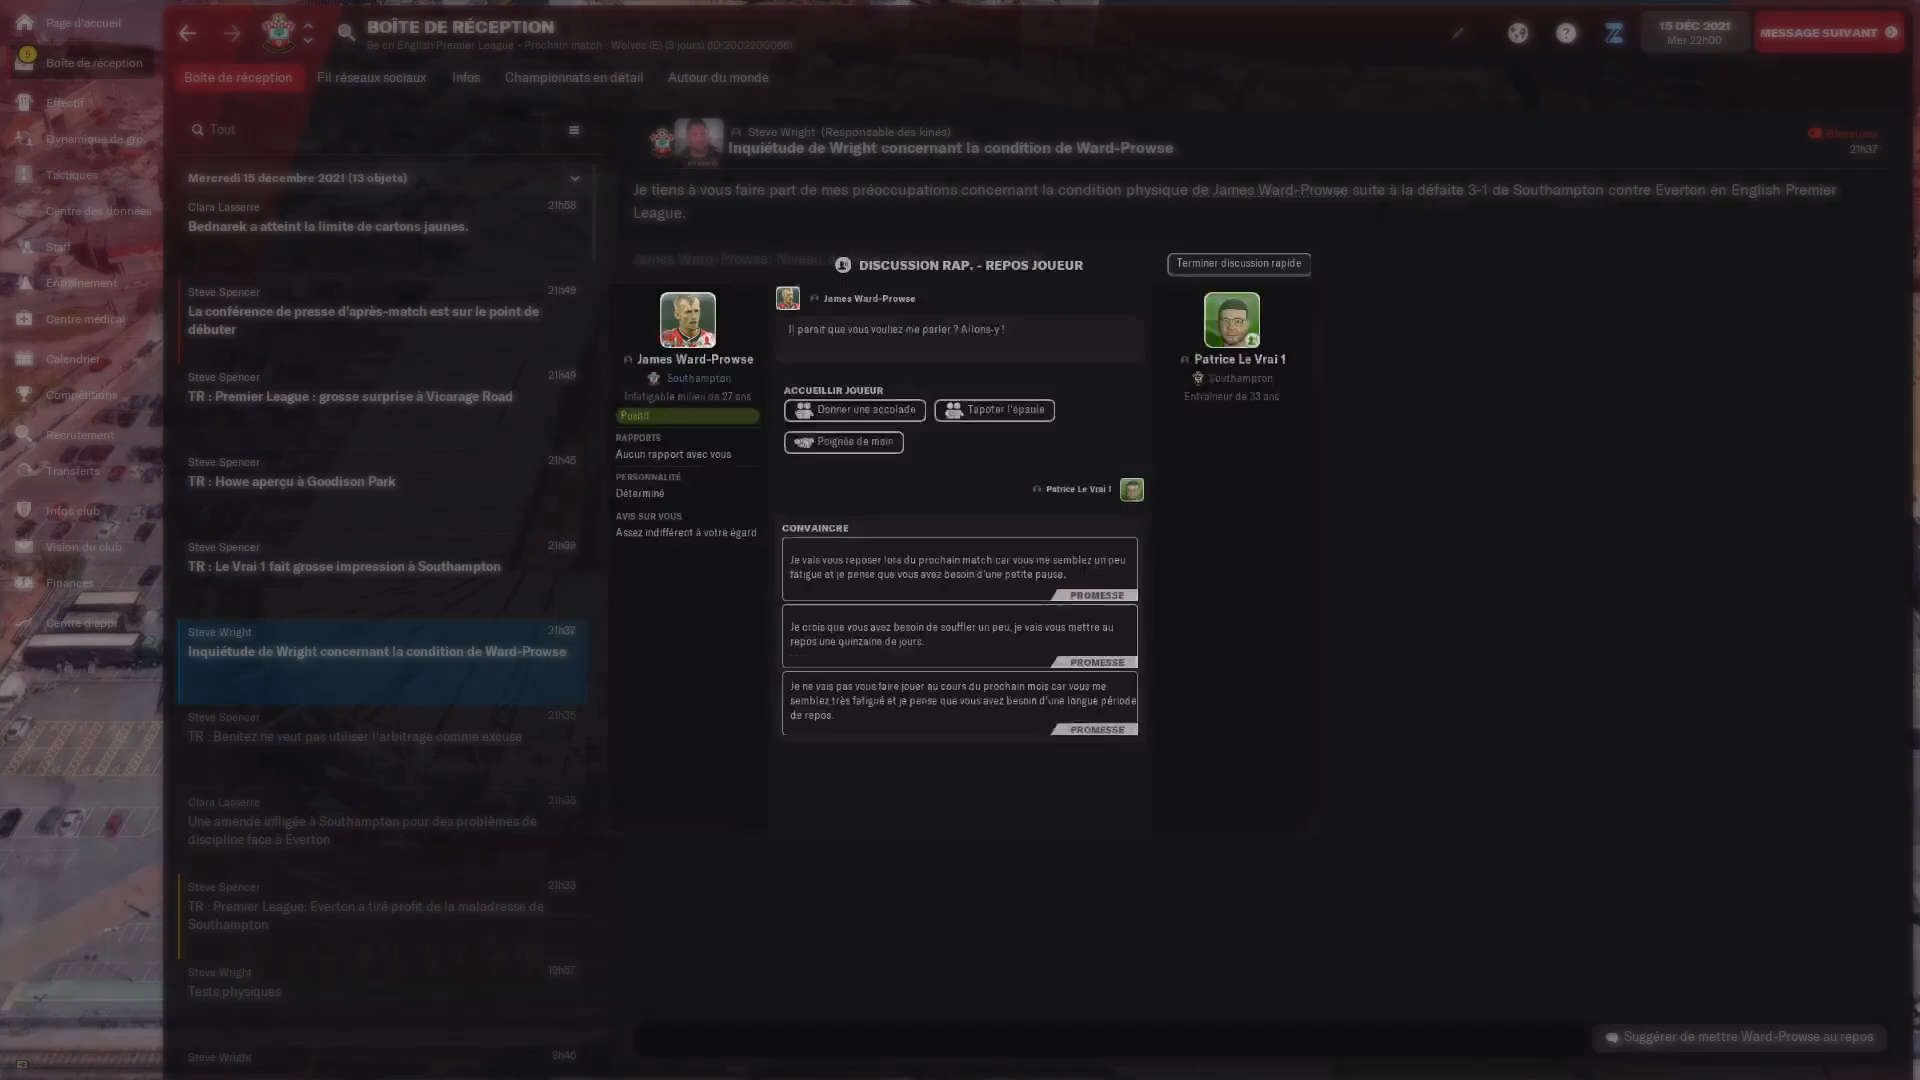 Page d'accueil
5
Boîte de réception
Effectif
Dynamique de grp.
Tactiques
Centre des données
Staff
Entraînement
Centre médical
Calendrier
Compétitions
Recrutement
Transferts
Infos club
Vision du club
Finances
Centre d'appr.
BOÎTE DE RÉCEPTION
9e en English Premier League - Prochain match : Wolves (E) (3 jours) (ID:2002200066)
15 DÉC 2021
Mer 22h00
MESSAGE SUIVANT
Boîte de réception
Fil réseaux sociaux
Infos
Championnats en détail
Autour du monde
Tout
Mercredi 15 décembre 2021 (13 objets)
Clara Lasserre
21h58
Bednarek a atteint la limite de cartons jaunes.
Steve Spencer
21h49
La conférence de presse d'après-match est sur le point de
débuter
Steve Spencer
21h49
TR : Premier League : grosse surprise à Vicarage Road
Steve Spencer
21h45
TR : Howe aperçu à Goodison Park
Steve Spencer
21h39
TR : Le Vrai 1 fait grosse impression à Southampton
Steve Wright
21h37
Inquiétude de Wright concernant la condition de Ward-Prowse
Steve Spencer
21h35
TR : Benítez ne veut pas utiliser l'arbitrage comme excuse
Clara Lasserre
21h35
Une amende infligée à Southampton pour des problèmes de
discipline face à Everton
Steve Spencer
21h33
TR : Premier League: Everton a tiré profit de la maladresse de
Southampton
Steve Wright
19h57
Tests physiques
Steve Wright
9h46
Steve Wright (Responsable des kinés)
Inquiétude de Wright concernant la condition de Ward-Prowse
Blessures
21h37
Je tiens à vous faire part de mes préoccupations concernant la condition physique de James Ward-Prowse suite à la défaite 3-1 de Southampton contre Everton en English Premier
League.
James Ward-Prowse: Niveau
DISCUSSION RAP. - REPOS JOUEUR
Terminer discussion rapide
James Ward-Prowse
Southampton
Infatigable milieu de 27 ans
Positif
RAPPORTS
Aucun rapport avec vous
PERSONNALITÉ
Déterminé
AVIS SUR VOUS
Assez indifférent à votre égard
James Ward-Prowse
Il paraît que vous vouliez me parler ? Allons-y !
ACCUEILLIR JOUEUR
Donner une accolade
Tapoter l'épaule
Poignée de main
Patrice Le Vrai 1
CONVAINCRE
Je vais vous reposer lors du prochain match car vous me semblez un peu
fatigué et je pense que vous avez besoin d'une petite pause.
PROMESSE
Je crois que vous avez besoin de souffler un peu, je vais vous mettre au
repos une quinzaine de jours.
PROMESSE
Je ne vais pas vous faire jouer au cours du prochain mois car vous me
semblez très fatigué et je pense que vous avez besoin d'une longue période
de repos.
PROMESSE
Patrice Le Vrai 1
Southampton
Entraîneur de 33 ans
Suggérer de mettre Ward-Prowse au repos